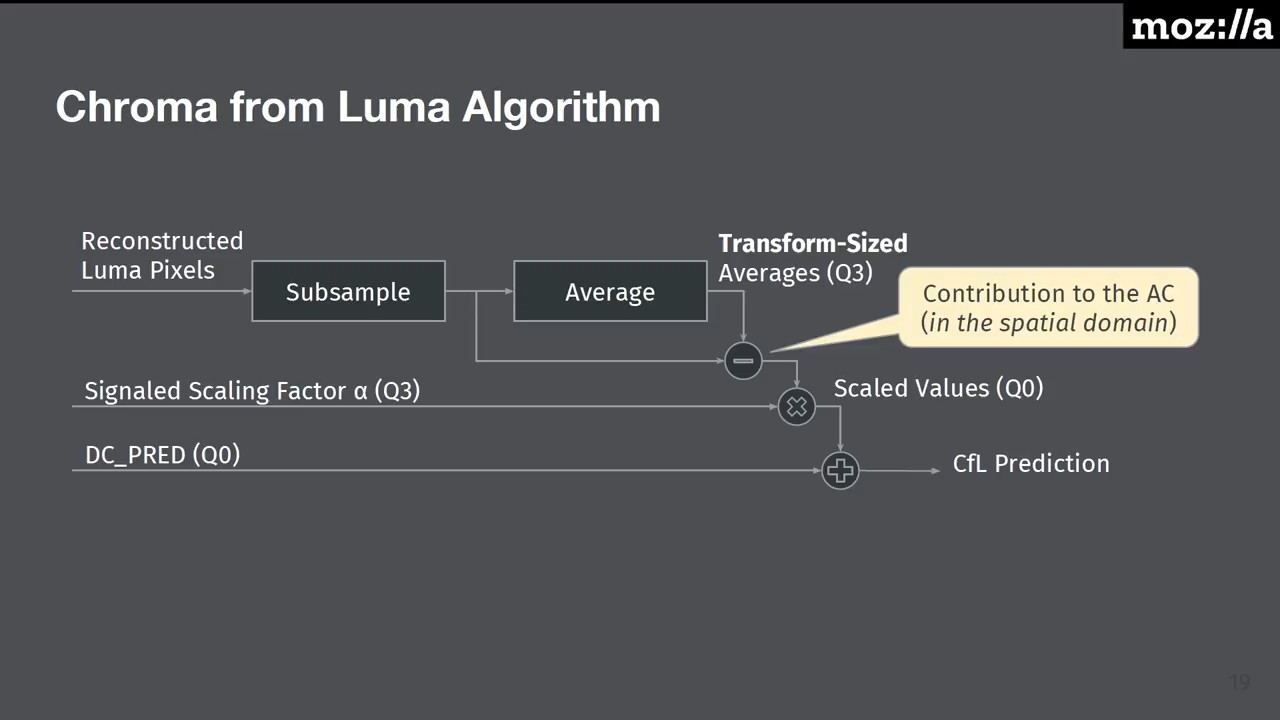 moz://a
Chroma from Luma Algorithm
Reconstructed
Luma Pixels
Subsample
Average
Transform-Sized
Averages (Q3)
Contribution to the AC
(in the spatial domain)
Signaled Scaling Factor α (Q3)
Scaled Values (Q0)
DC_PRED (Q0)
CfL Prediction
19